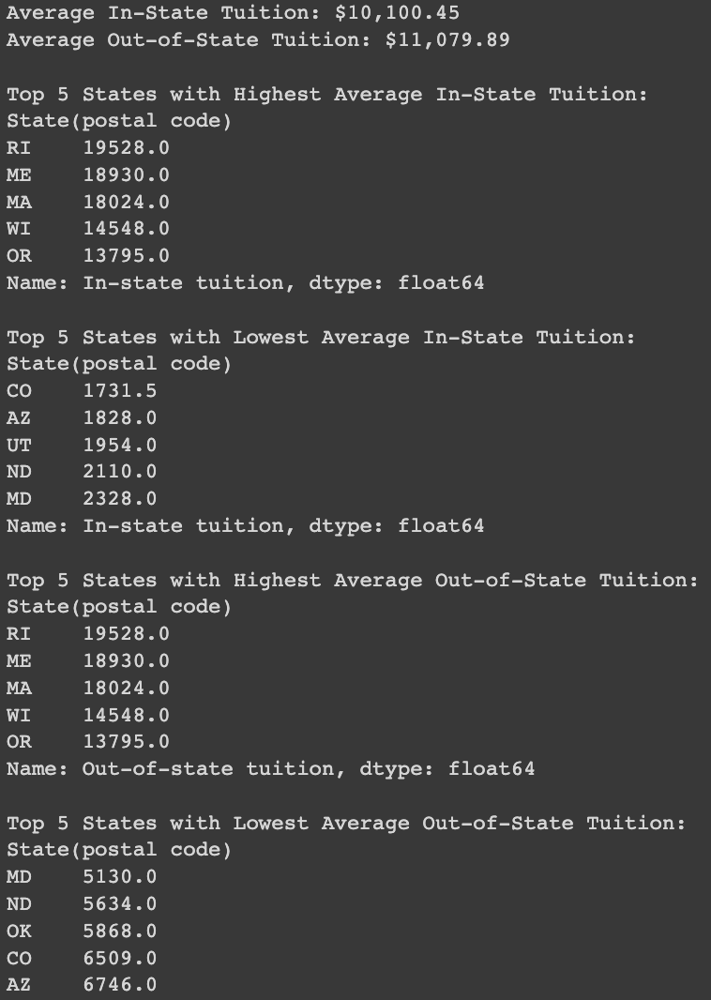 Average In-State Tuition: $10,100.45
Average Out-of-State Tuition: $11,079.89
Top 5 States with Highest Average In-State Tuition:
State(postal code)
RI    19528.0
ME    18930.0
MA    18024.0
WI    14548.0
OR    13795.0
Name: In-state tuition, dtype: float64
Top 5 States with Lowest Average In-State Tuition:
State(postal code)
CO    1731.5
AZ    1828.0
UT    1954.0
ND    2110.0
MD    2328.0
Name: In-state tuition, dtype: float64
Top 5 States with Highest Average Out-of-State Tuition:
State(postal code)
RI    19528.0
ME    18930.0
MA    18024.0
WI    14548.0
OR    13795.0
Name: Out-of-state tuition, dtype: float64
Top 5 States with Lowest Average Out-of-State Tuition:
State(postal code)
MD    5130.0
ND    5634.0
OK    5868.0
CO    6509.0
AZ    6746.0